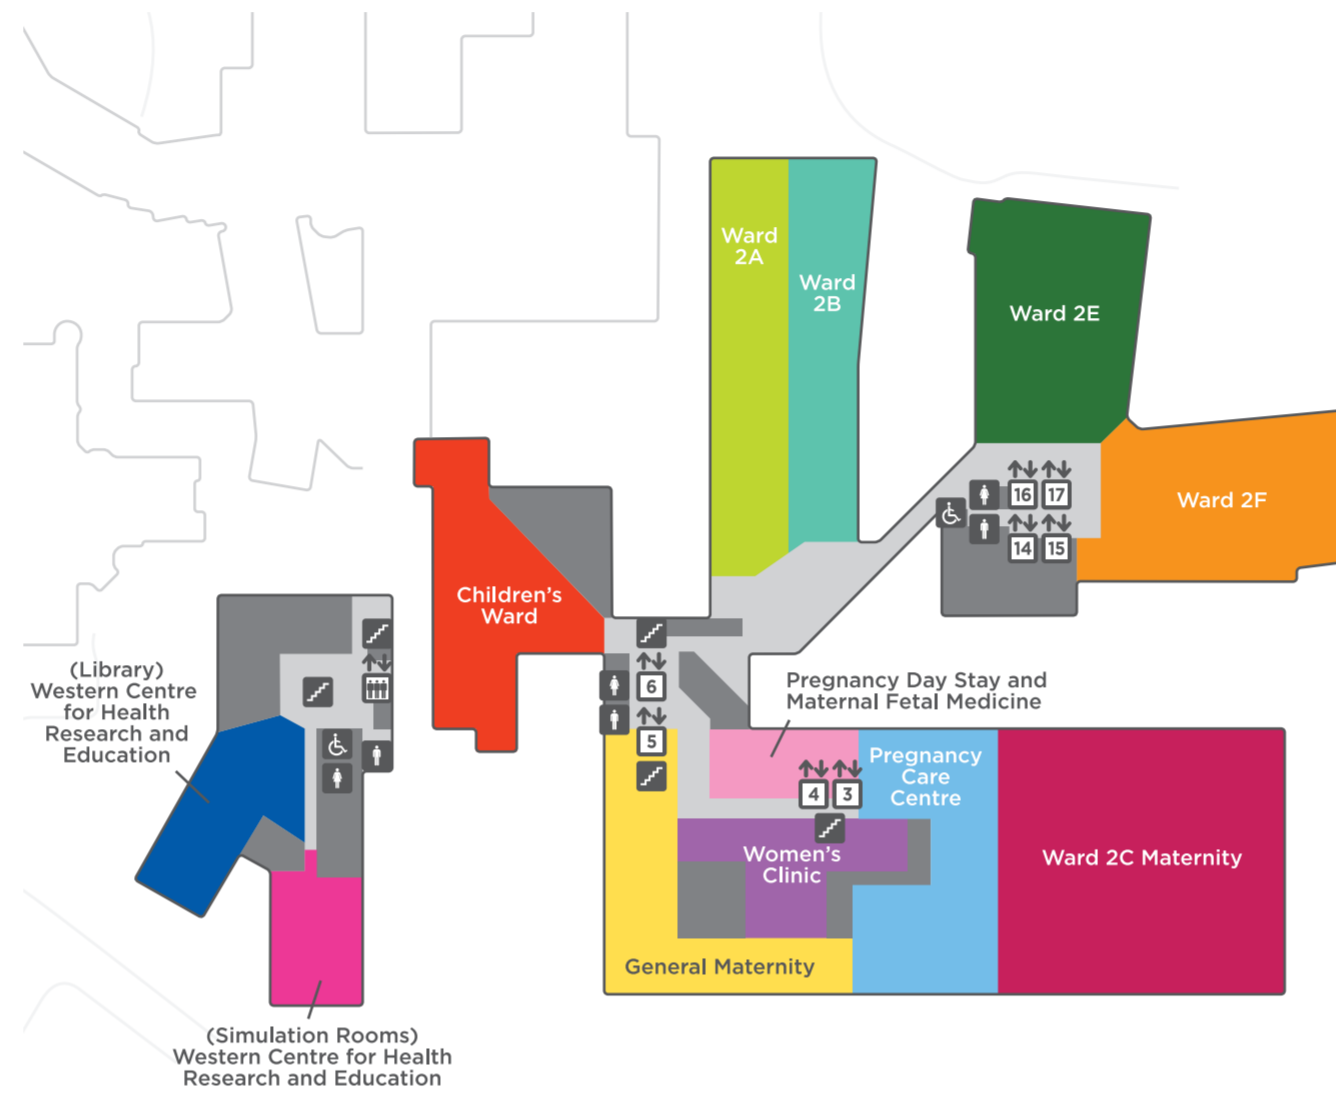 Ward
2A
Ward
2B
Ward 2E
16
17
14
15
Ward 2F
Children's
Ward
6
5
(Library)
Western Centre
for Health
Research and
Education
Pregnancy Day Stay and
Maternal Fetal Medicine
4
3
Pregnancy
Care
Centre
Women's
Clinic
Ward 2C Maternity
General Maternity
(Simulation Rooms)
Western Centre for Health
Research and Education